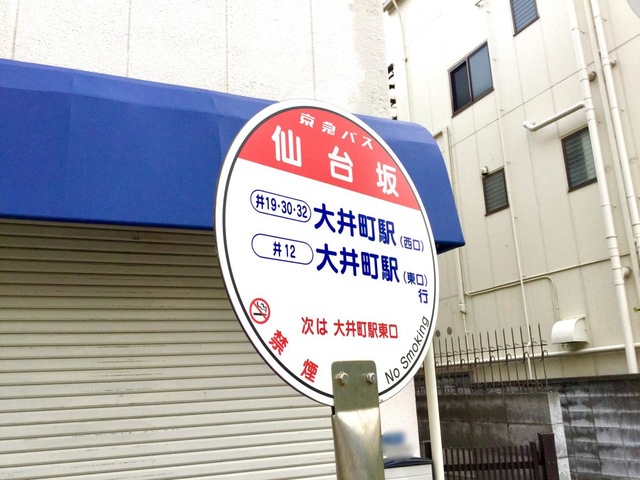 京急バス
仙台坂
井19·30·32 大井町駅(西口)
井12 大井町駅(東口)
行
次は 大井町駅東口
禁煙
No Smoking